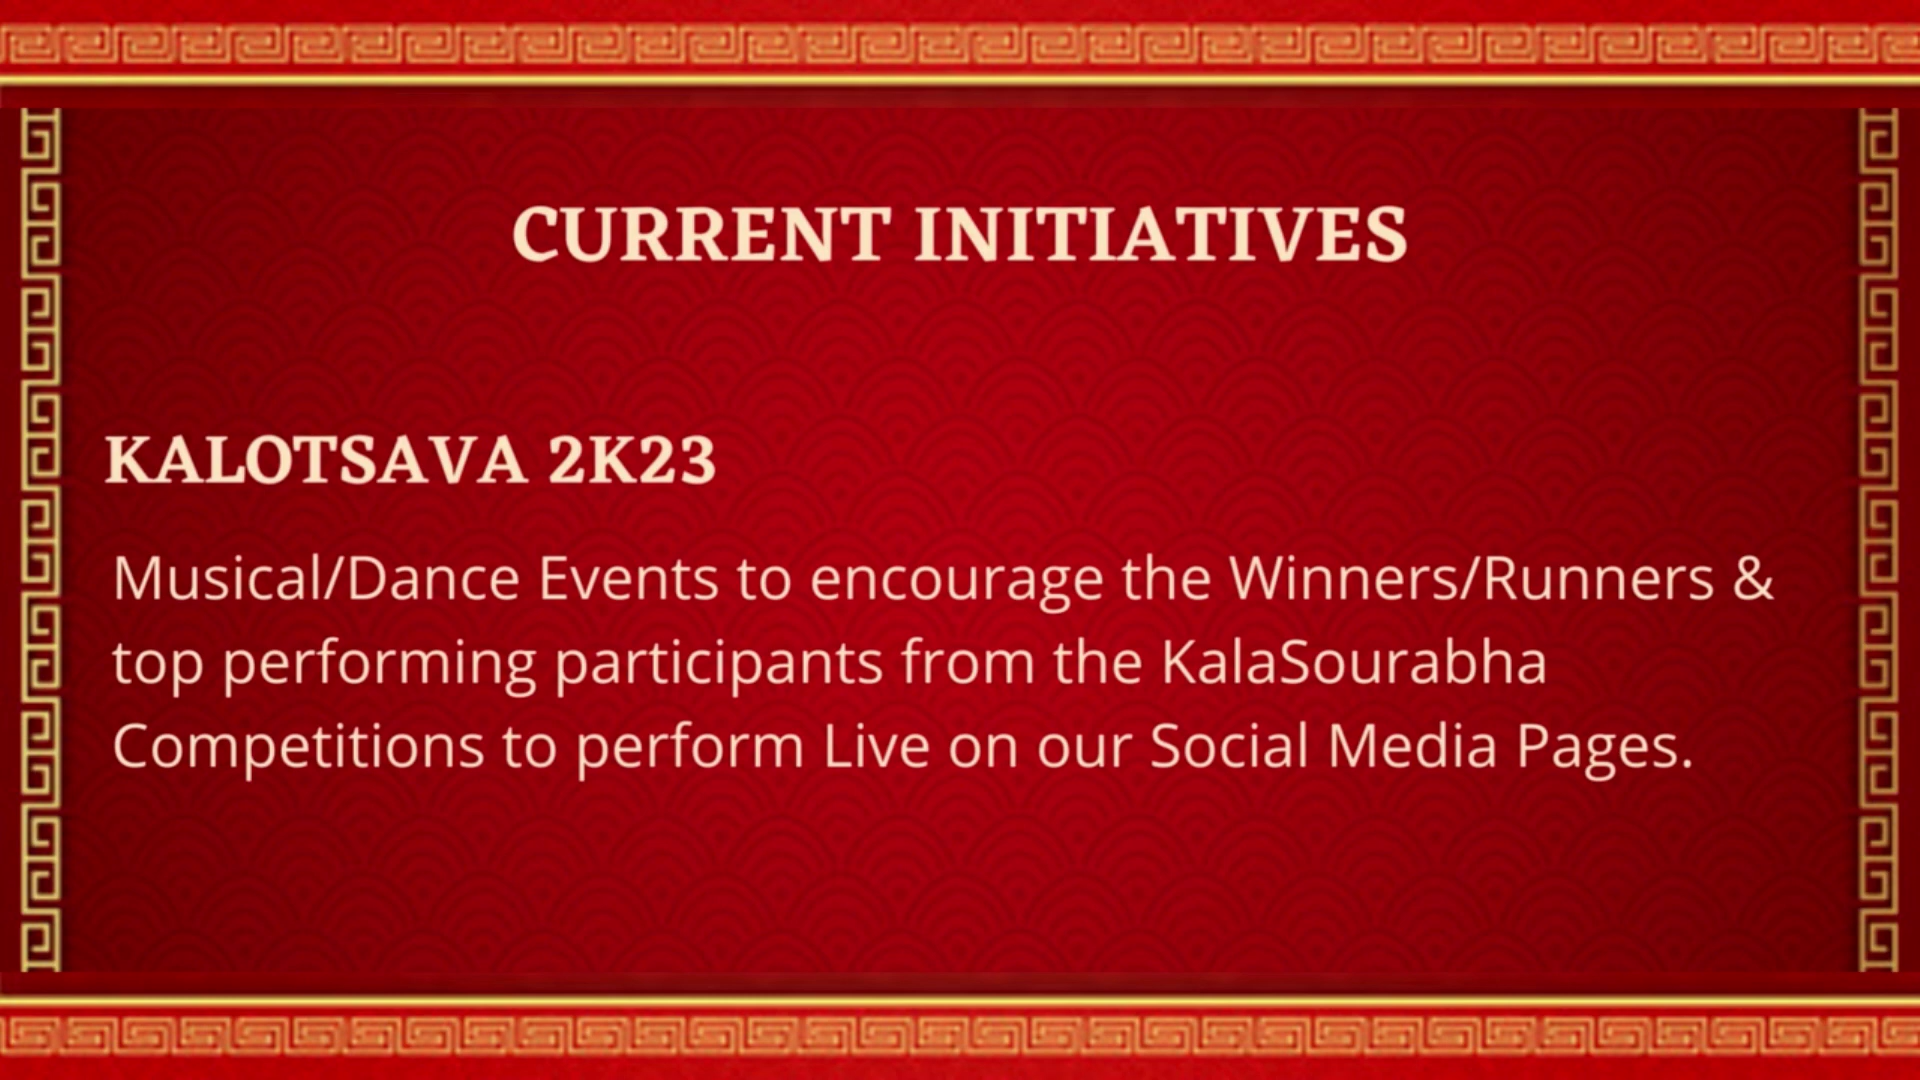 CURRENT INITIATIVES
KALOTSAVA 2K23
Musical/Dance Events to encourage the Winners/Runners &
top performing participants from the KalaSourabha
Competitions to perform Live on our Social Media Pages.